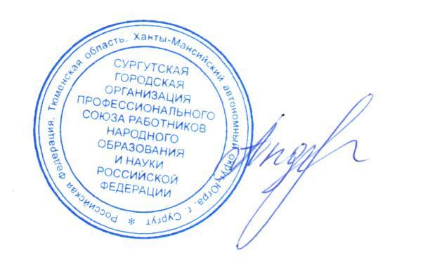 Российская Федерация, Тюменская область, Ханты-Мансийский автономный округ-Югра, г. Сургут *
СУРГУТСКАЯ
ГОРОДСКАЯ
ОРГАНИЗАЦИЯ
ПРОФЕССИОНАЛЬНОГО
СОЮЗА РАБОТНИКОВ
НАРОДНОГО
ОБРАЗОВАНИЯ
И НАУКИ
РОССИЙСКОЙ
ФЕДЕРАЦИИ